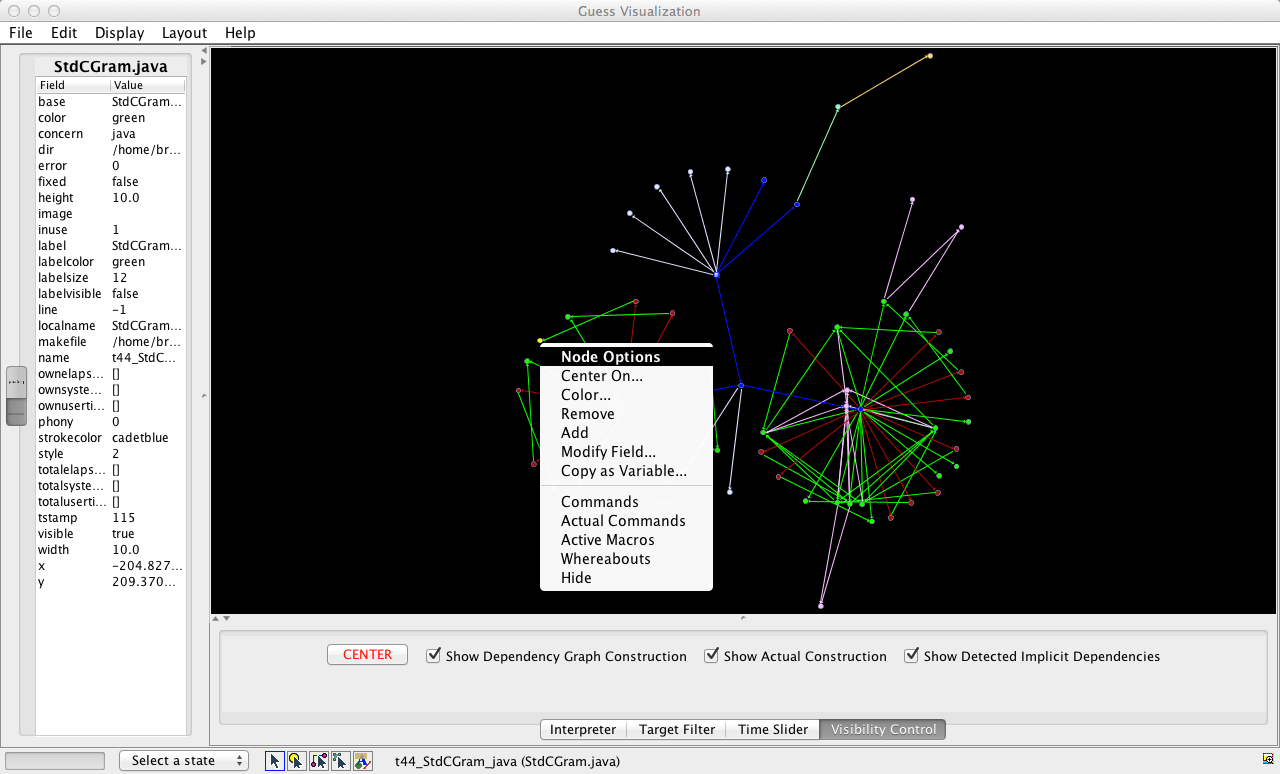 Guess Visualization
File Edit Display Layout Help
StdCGram.java
Field Value
base StdCGram...
color green
concern java
dir /home/br...
error 0
fixed false
height 10.0
image
inuse 1
label StdCGram...
labelcolor green
labelsize 12
labelvisible false
line -1
localname StdCGram...
makefile /home/br...
name t44_StdC...
ownelaps... []
ownsyste... []
ownuserti... []
phony 0
strokecolor cadetblue
style 2
totalelaps... []
totalsyste... []
totaluserti... []
tstamp 115
visible true
width 10.0
x -204.827...
y 209.370...
Node Options
Center On...
Color...
Remove
Add
Modify Field...
Copy as Variable...
Commands
Actual Commands
Active Macros
Whereabouts
Hide
CENTER Show Dependency Graph Construction Show Actual Construction Show Detected Implicit Dependencies
Interpreter Target Filter Time Slider Visibility Control
Select a state t44_StdCGram_java (StdCGram.java)